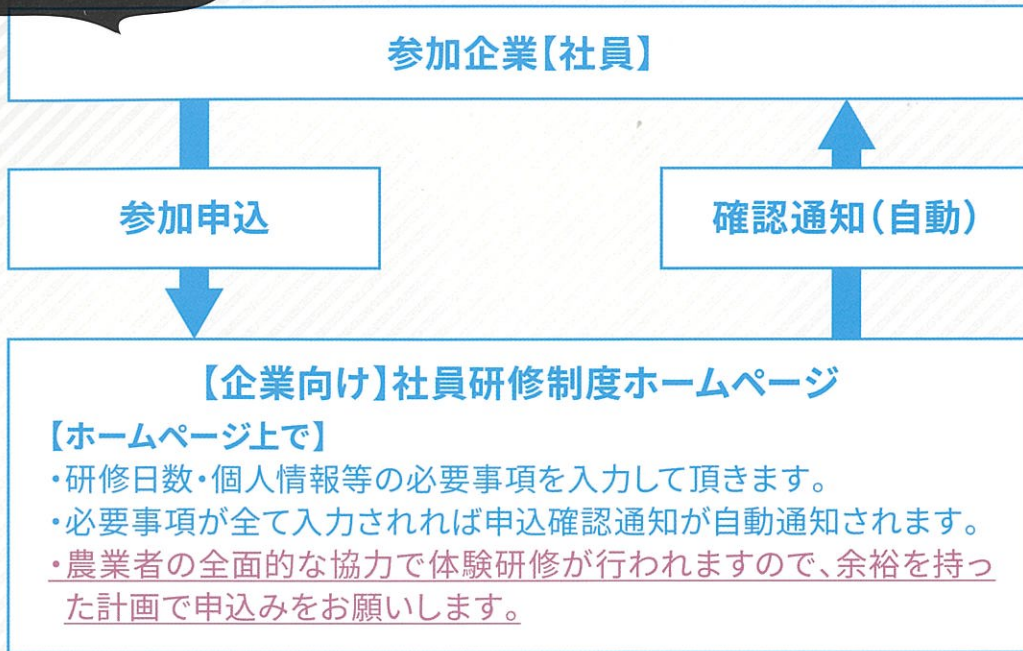 参加企業【社員】
参加申込
確認通知(自動)
【企業向け】社員研修制度ホームページ
【ホームページ上で】
・研修日数・個人情報等の必要事項を入力して頂きます。
・必要事項が全て入力されれば申込確認通知が自動通知されます。
・農業者の全面的な協力で体験研修が行われますので、余裕を持っ
た計画で申込みをお願いします。